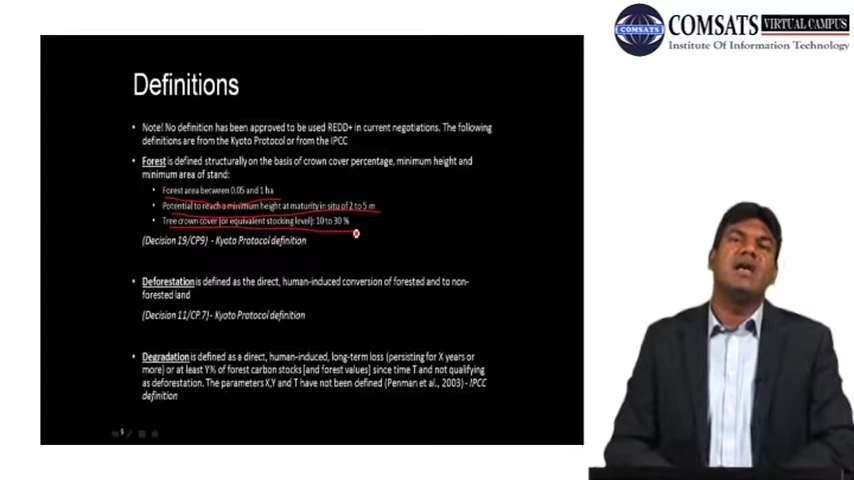 COMSATS VIRTUAL CAMPUS
Institute Of Information Technology
COMSATS
Definitions
• Note! No definition has been approved to be used REDD+ in current negotiations. The following
definitions are from the Kyoto Protocol or from the IPCC
• Forest is defined structurally on the basis of crown cover percentage, minimum height and
minimum area of stand:
• Forest area between 0.05 and 1 ha
• Potential to reach a minimum height at maturity in situ of 2 to 5 m
• Tree crown cover (or equivalent stocking level): 10 to 30 %
(Decision 19/CP9) - Kyoto Protocol definition
• Deforestation is defined as the direct, human-induced conversion of forested and to non-
forested land
(Decision 11/CP.7)- Kyoto Protocol definition
• Degradation is defined as a direct, human-induced, long-term loss (persisting for X years or
more) or at least Y% of forest carbon stocks [and forest values] since time T and not qualifying
as deforestation. The parameters X,Y and T have not been defined (Penman et al., 2003) - IPCC
definition